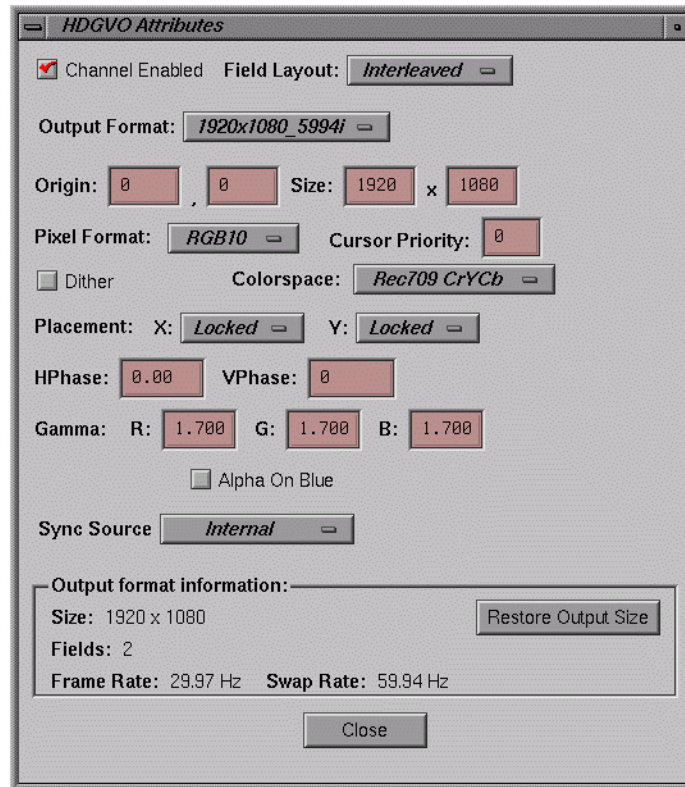 HDGVO Attributes
Channel Enabled Field Layout: Interleaved
Output Format: 1920x1080_5994i
Origin: 0 , 0 Size: 1920 x 1080
Pixel Format: RGB10 Cursor Priority: 0
Dither Colorspace: Rec709 CrYCb
Placement: X: Locked Y: Locked
HPhase: 0.00 VPhase: 0
Gamma: R: 1.700 G: 1.700 B: 1.700
Alpha On Blue
Sync Source Internal
Output format information:
Size: 1920 x 1080 Restore Output Size
Fields: 2
Frame Rate: 29.97 Hz Swap Rate: 59.94 Hz
Close